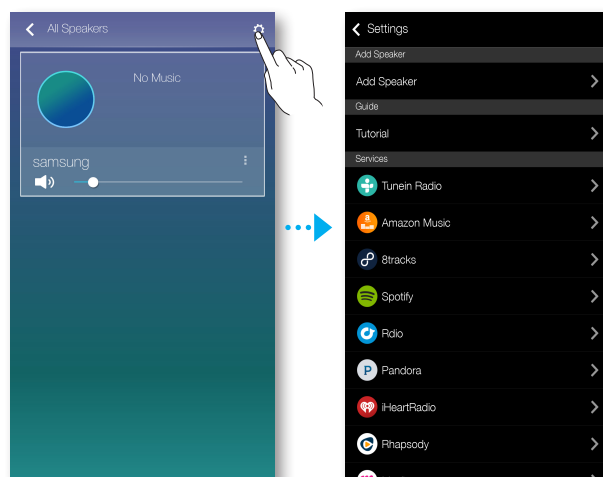 All Speakers
No Music
samsung
Settings
Add Speaker
Add Speaker
Guide
Tutorial
Services
Tunein Radio
Amazon Music
8tracks
Spotify
Rdio
Pandora
iHeartRadio
Rhapsody